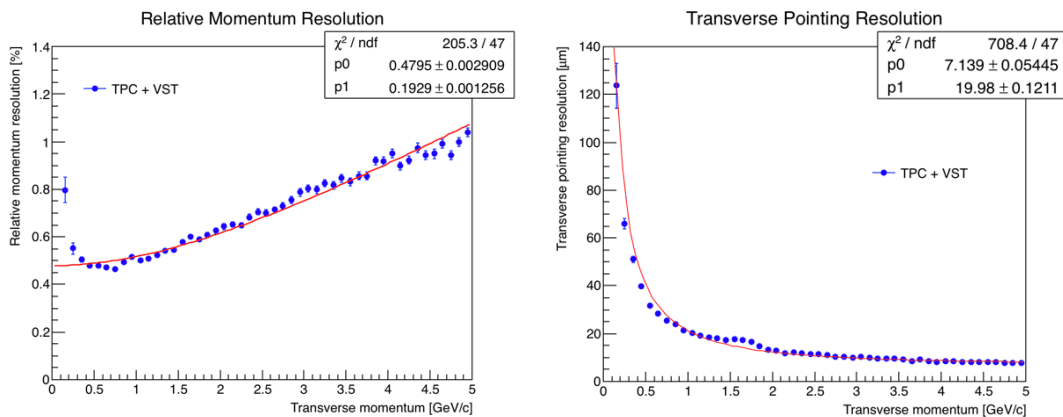 Relative Momentum Resolution
χ² / ndf 205.3 / 47
p0 0.4795 ± 0.002909
p1 0.1929 ± 0.001256
TPC + VST
Relative momentum resolution [%]
1.4
1.2
1
0.8
0.6
0.4
0.2
0
0.5 1 1.5 2 2.5 3 3.5 4 4.5 5
Transverse momentum [GeV/c]
Transverse Pointing Resolution
χ² / ndf 708.4 / 47
p0 7.139 ± 0.05445
p1 19.98 ± 0.1211
TPC + VST
Transverse pointing resolution [µm]
140
120
100
80
60
40
20
0
0.5 1 1.5 2 2.5 3 3.5 4 4.5 5
Transverse momentum [GeV/c]